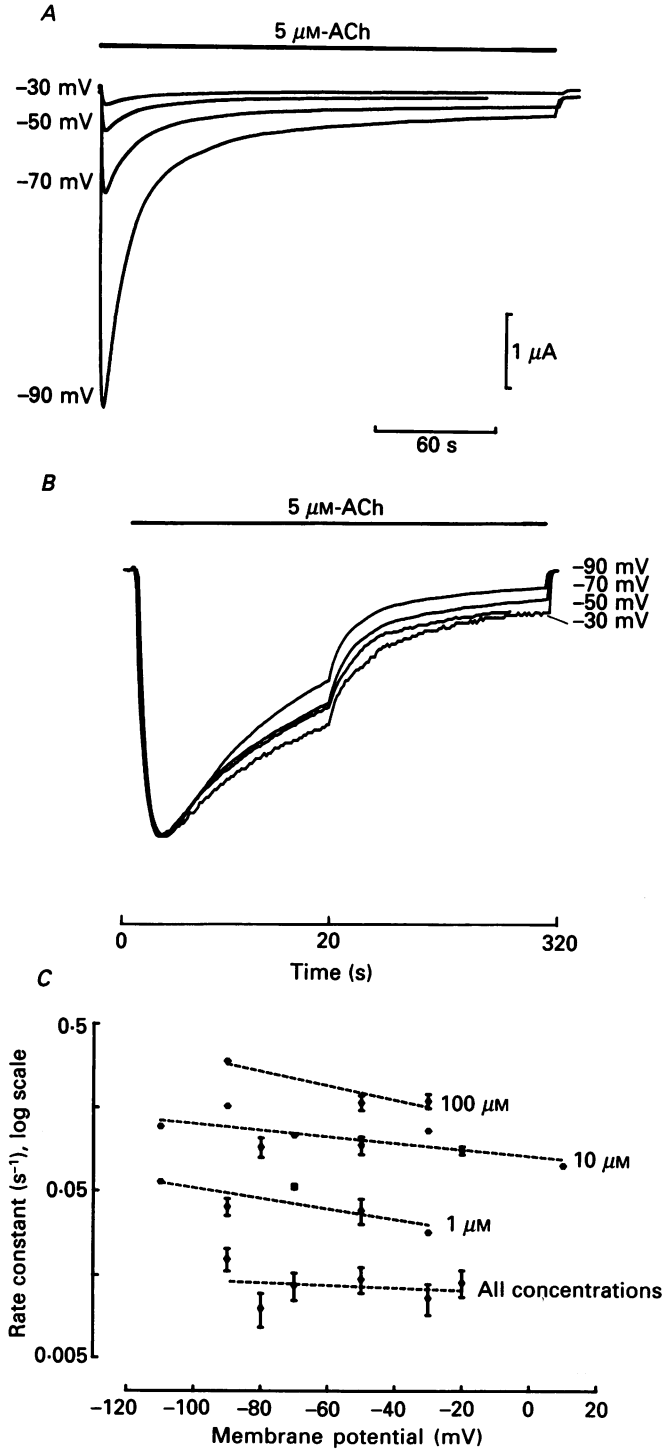 A
5 μM-ACh
−30 mV
−50 mV
−70 mV
−90 mV
1 μA
60 s
B
5 μM-ACh
−90 mV
−70 mV
−50 mV
−30 mV
0 20 320
Time (s)
C
Rate constant (s⁻¹), log scale
0·5
0·05
0·005
100 μM
10 μM
1 μM
All concentrations
−120 −100 −80 −60 −40 −20 0 20
Membrane potential (mV)